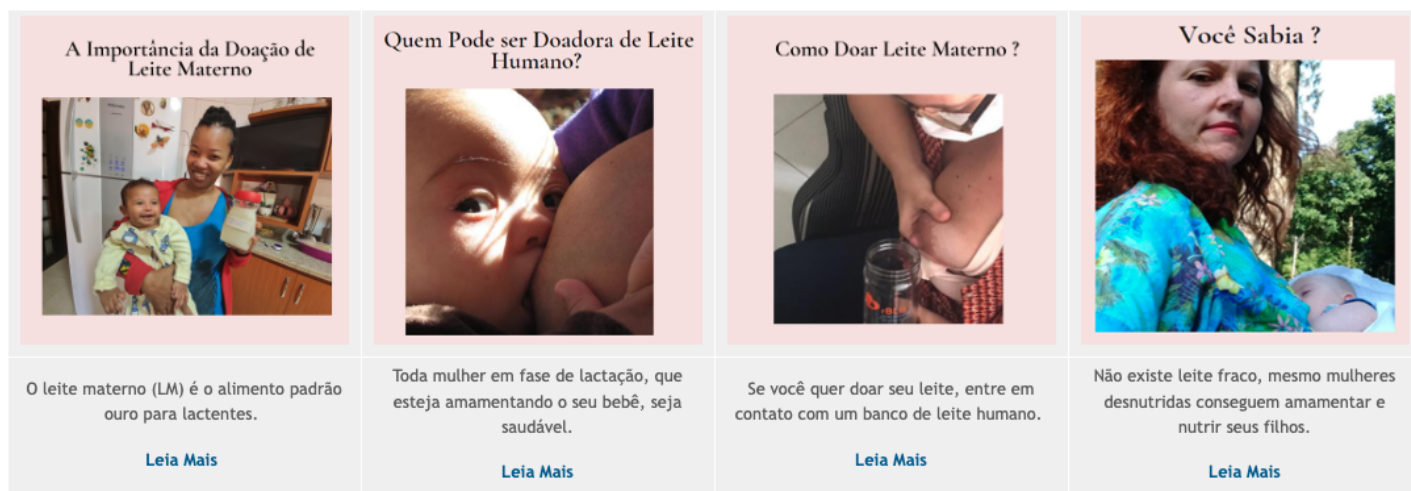 A Importância da Doação de
Leite Materno
O leite materno (LM) é o alimento padrão
ouro para lactentes.
Leia Mais
Quem Pode ser Doadora de Leite
Humano?
Toda mulher em fase de lactação, que
esteja amamentando o seu bebê, seja
saudável.
Leia Mais
Como Doar Leite Materno ?
Se você quer doar seu leite, entre em
contato com um banco de leite humano.
Leia Mais
Você Sabia ?
Não existe leite fraco, mesmo mulheres
desnutridas conseguem amamentar e
nutrir seus filhos.
Leia Mais